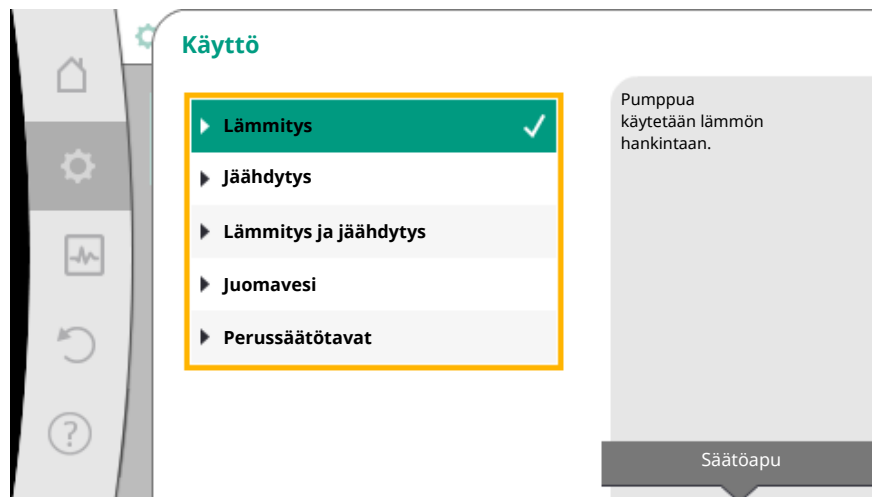 Käyttö
Lämmitys
Jäähdytys
Lämmitys ja jäähdytys
Juomavesi
Perussäätötavat
Pumppua
käytetään lämmön
hankintaan.
Säätöapu